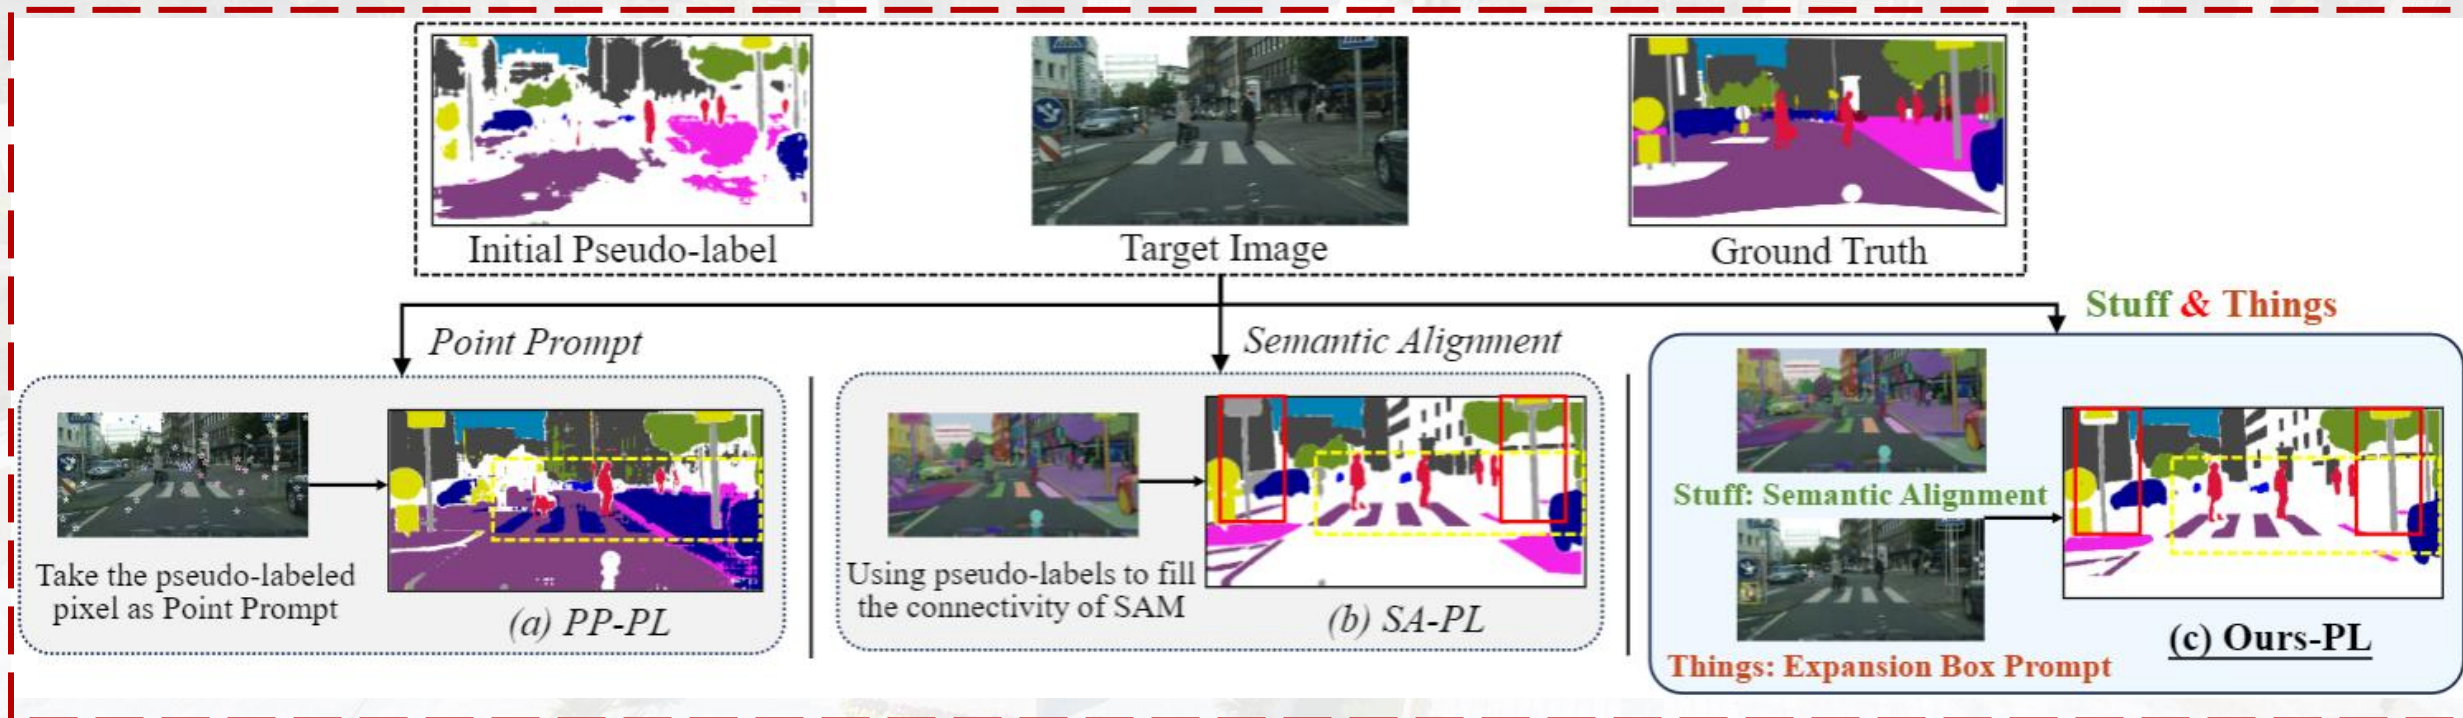 Initial Pseudo-label
Target Image
Ground Truth
Point Prompt
Semantic Alignment
Stuff & Things
Take the pseudo-labeled
pixel as Point Prompt
(a) PP-PL
Using pseudo-labels to fill
the connectivity of SAM
(b) SA-PL
Stuff: Semantic Alignment
Things: Expansion Box Prompt
(c) Ours-PL